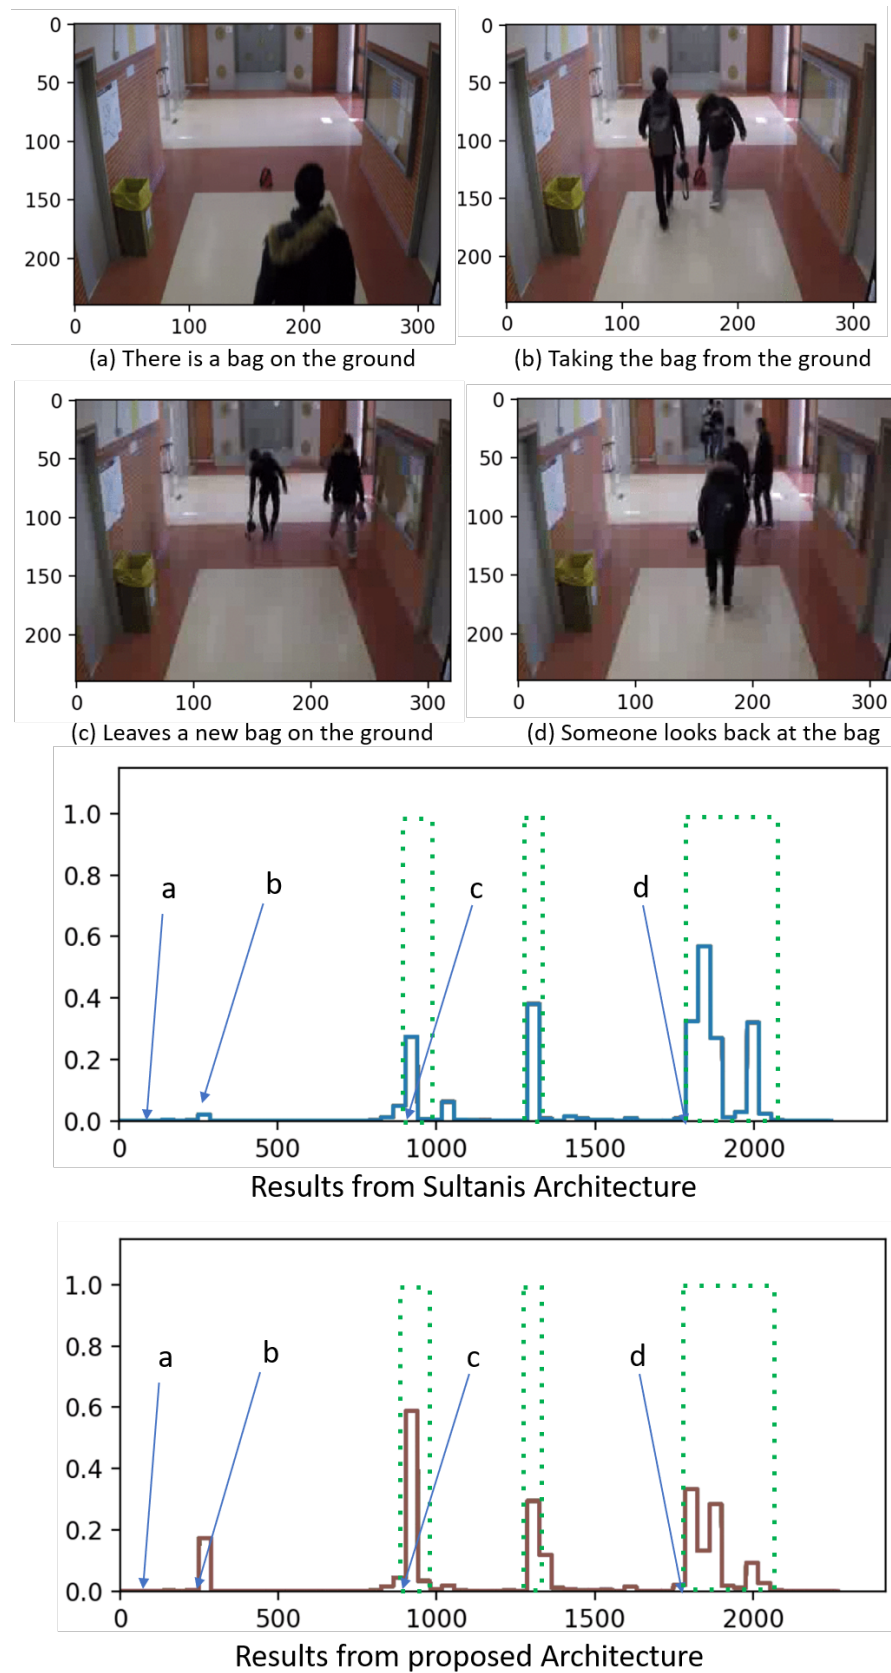 0
50
100
150
200
0 100 200 300
0
50
100
150
200
0 100 200 300
(a) There is a bag on the ground
(b) Taking the bag from the ground
0
50
100
150
200
0 100 200 300
0
50
100
150
200
0 100 200 300
(c) Leaves a new bag on the ground
(d) Someone looks back at the bag
1.0
0.8
0.6
0.4
0.2
0.0
a b c d
0 500 1000 1500 2000
Results from Sultanis Architecture
1.0
0.8
0.6
0.4
0.2
0.0
a b c d
0 500 1000 1500 2000
Results from proposed Architecture